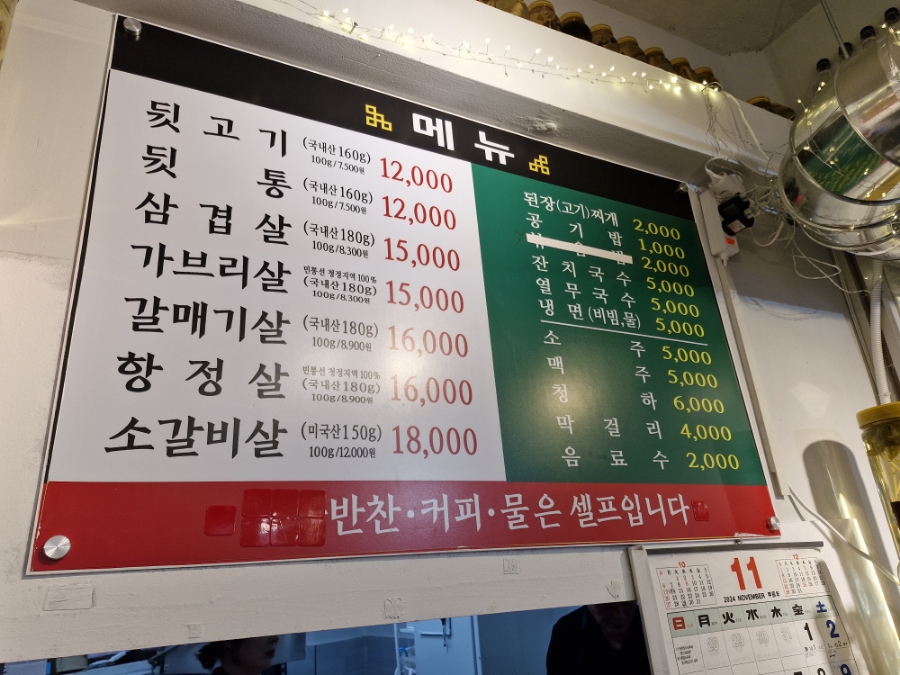 메뉴
뒷고기 (국내산160g) 100g/7.500원 12,000
뒷통 (국내산160g) 100g/7.500원 12,000
삼겹살 (국내산180g) 100g/8.300원 15,000
가브리살 민통선 청정지역 100% (국내산180g) 100g/8.300원 15,000
갈매기살 (국내산180g) 100g/8.900원 16,000
항정살 민통선 청정지역 100% (국내산180g) 100g/8.900원 16,000
소갈비살 (미국산150g) 100g/12.000원 18,000
된장(고기)찌개 2,000
공기밥 1,000
2,000
잔치국수 5,000
열무국수 5,000
냉면(비빔,물) 5,000
소주 5,000
맥주 5,000
청하 6,000
막걸리 4,000
음료수 2,000
반찬·커피·물은 셀프입니다
10 11 12
2024 NOVEMBER
日 月 火 水 木 金 土
1 2
8 9